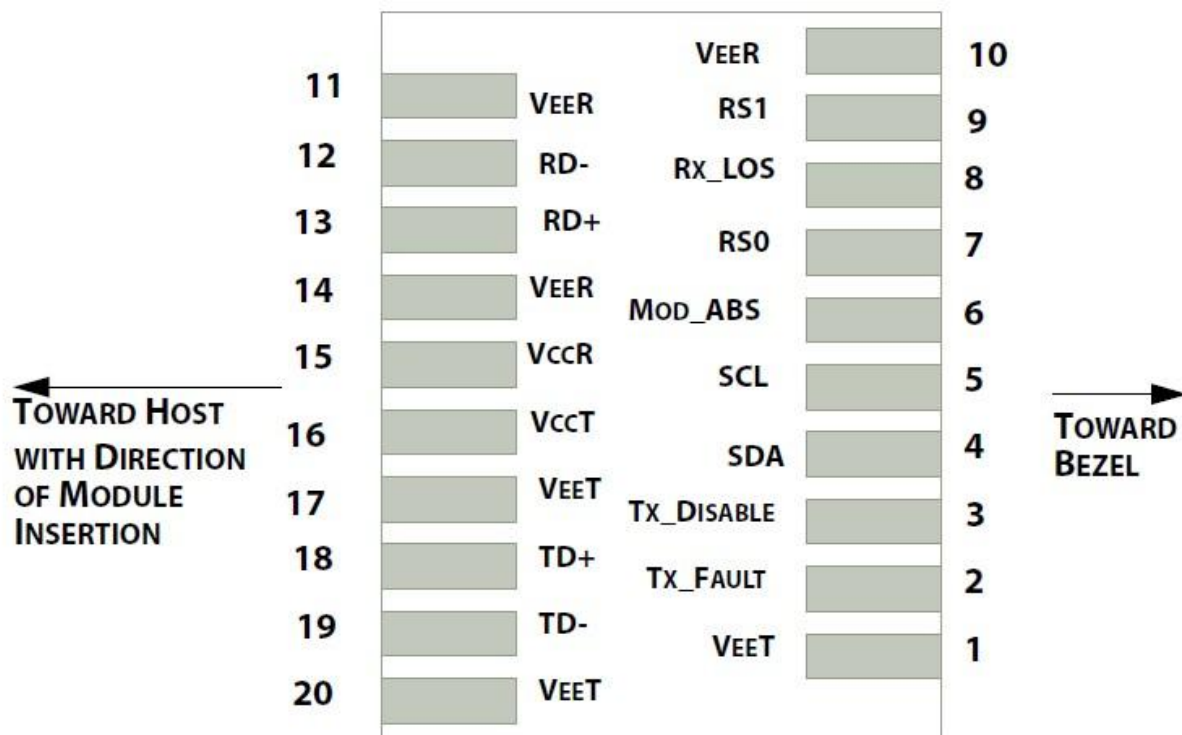 VEER 10
11 VEER
RS1 9
12 RD-
RX_LOS 8
13 RD+
RS0 7
14 VEER
MOD_ABS 6
15 VCCR
SCL 5
16 VCCT
SDA 4
17 VEET
TX_DISABLE 3
18 TD+
TX_FAULT 2
19 TD-
VEET 1
20 VEET
TOWARD HOST
WITH DIRECTION
OF MODULE
INSERTION
TOWARD
BEZEL